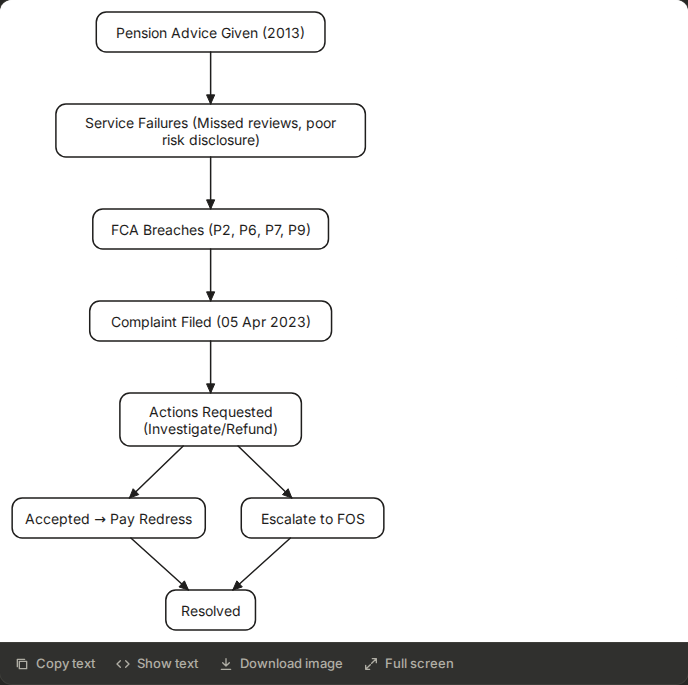 Pension Advice Given (2013)
Service Failures (Missed reviews, poor
risk disclosure)
FCA Breaches (P2, P6, P7, P9)
Complaint Filed (05 Apr 2023)
Actions Requested
(Investigate/Refund)
Accepted → Pay Redress
Escalate to FOS
Resolved
Copy text
Show text
Download image
Full screen